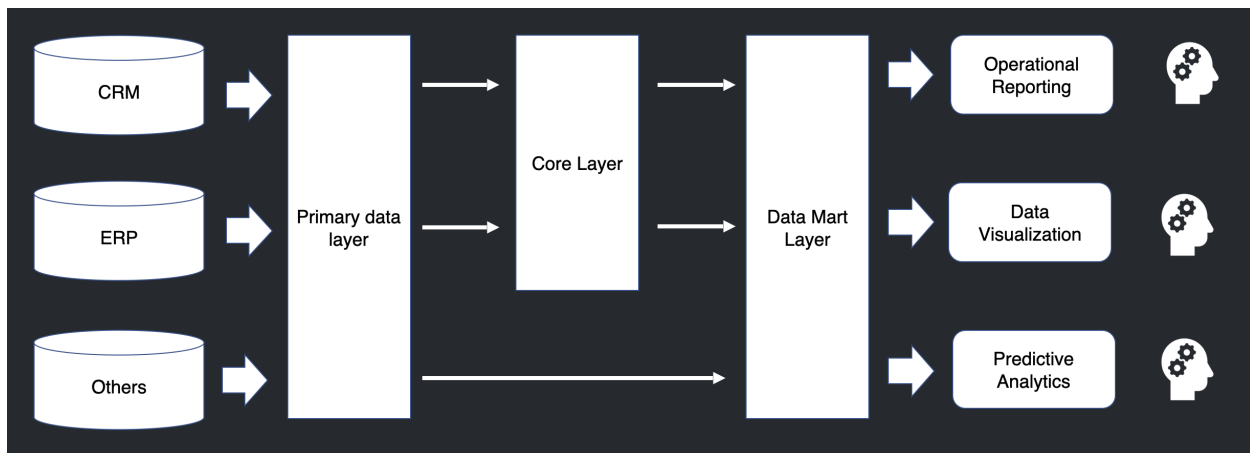 CRM
ERP
Others
Primary data
layer
Core Layer
Data Mart
Layer
Operational
Reporting
Data
Visualization
Predictive
Analytics